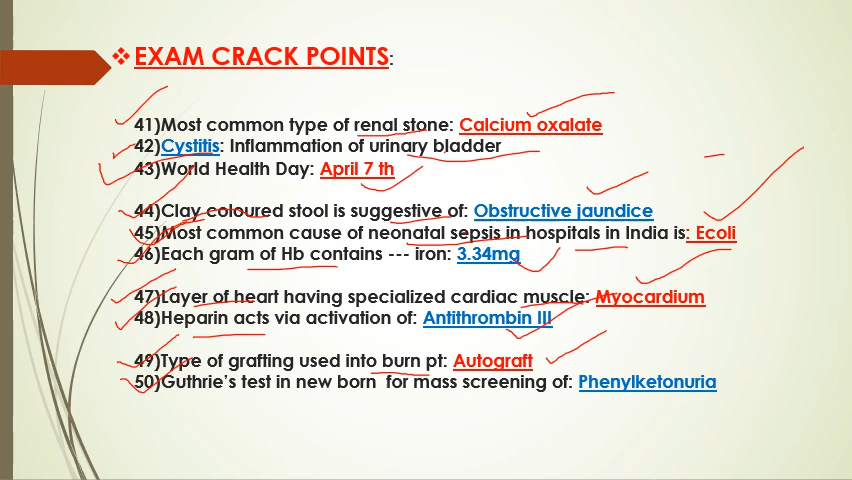 ❖ EXAM CRACK POINTS:
41)Most common type of renal stone: Calcium oxalate
42)Cystitis: Inflammation of urinary bladder
43)World Health Day: April 7 th
44)Clay coloured stool is suggestive of: Obstructive jaundice
45)Most common cause of neonatal sepsis in hospitals in India is: Ecoli
46)Each gram of Hb contains --- iron: 3.34mg
47)Layer of heart having specialized cardiac muscle: Myocardium
48)Heparin acts via activation of: Antithrombin III
49)Type of grafting used into burn pt: Autograft
50)Guthrie's test in new born for mass screening of: Phenylketonuria